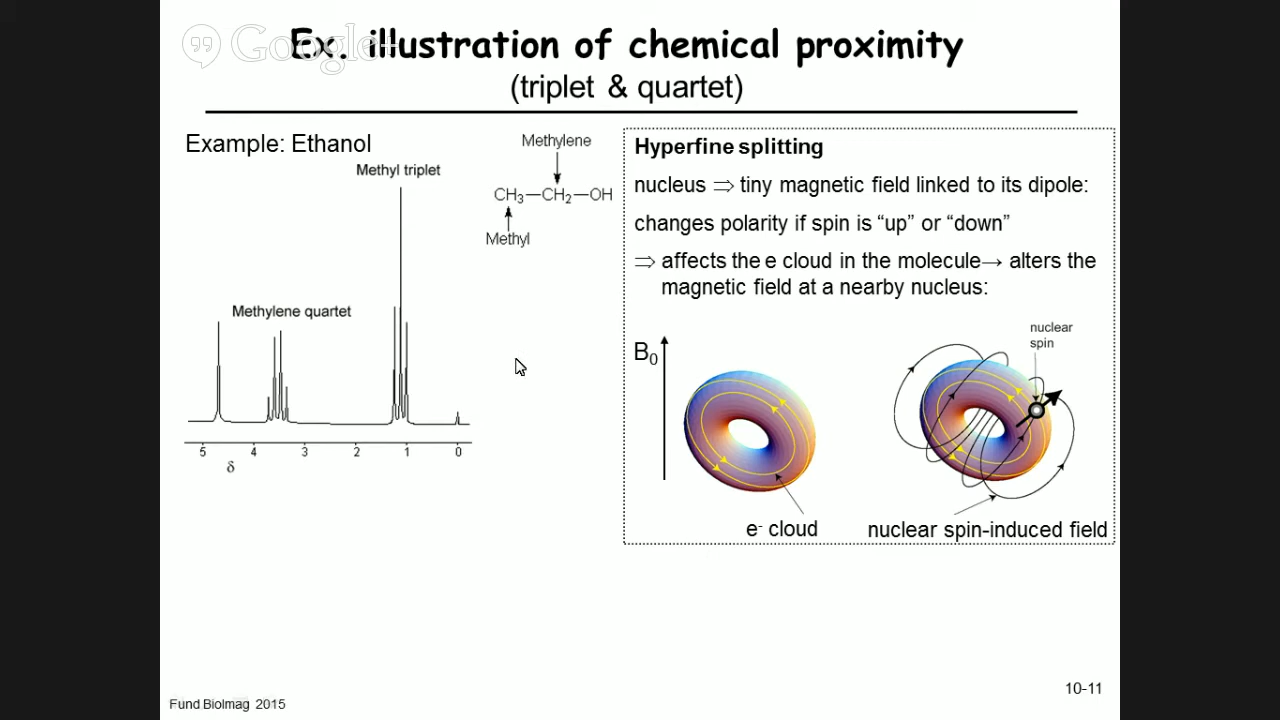 Google+
Ex. illustration of chemical proximity
(triplet & quartet)
Example: Ethanol
Methyl triplet
Methylene quartet
5 4 3 2 1 0
δ
Methylene
CH3—CH2—OH
Methyl
Hyperfine splitting
nucleus ⇒ tiny magnetic field linked to its dipole:
changes polarity if spin is “up” or “down”
⇒ affects the e cloud in the molecule→ alters the
magnetic field at a nearby nucleus:
B0
nuclear
spin
e- cloud
nuclear spin-induced field
10-11
Fund Biolmag 2015